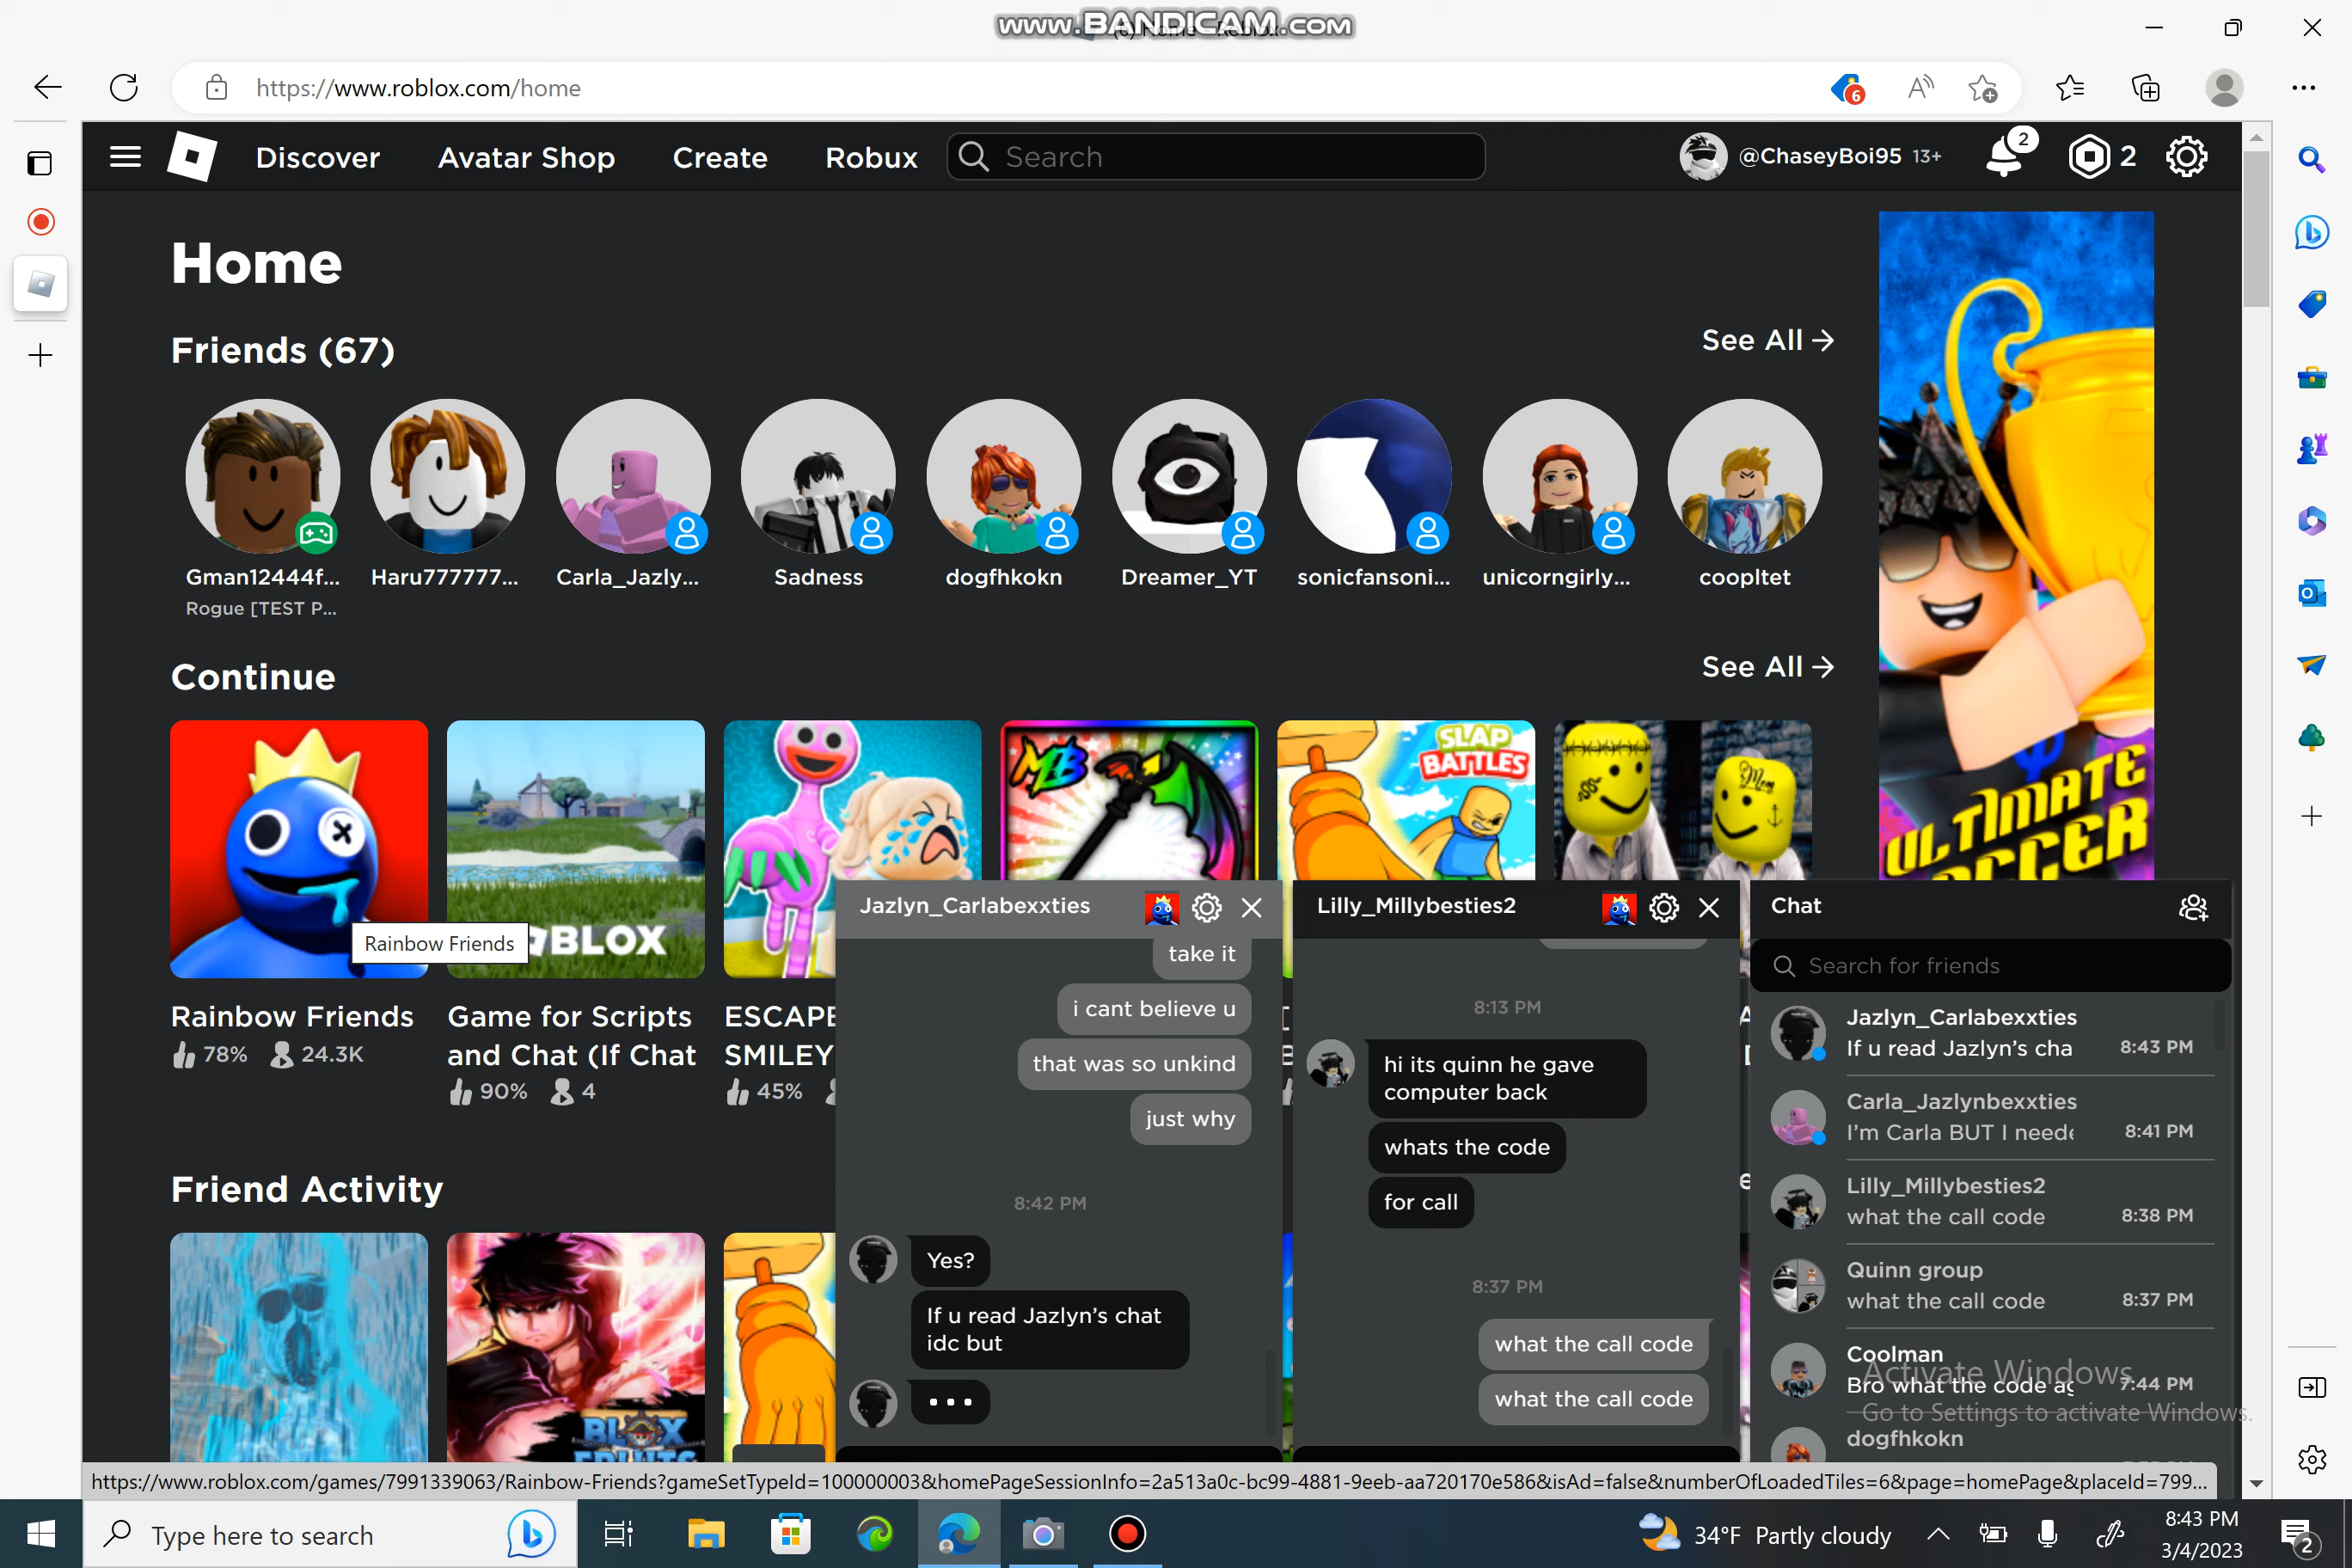 www.BANDICAM.com
https://www.roblox.com/home
6
Discover
Avatar Shop
Create
Robux
Search
@ChaseyBoi95 13+
2
2
Home
Friends (67)
See All
Gman12444f...
Haru777777...
Carla_Jazly...
Sadness
dogfhkokn
Dreamer_YT
sonicfansoni...
unicorngirly...
coopltet
Rogue [TEST P...
Continue
See All
MLB
SLAP
BATTLES
Mom
ULTIMATE
Rainbow Friends
BLOX
Rainbow Friends
78% 24.3K
Game for Scripts
and Chat (If Chat
90% 4
ESCAPE
SMILEY
45%
Friend Activity
BLOX
FRUITS
Jazlyn_Carlabexxties
take it
i cant believe u
that was so unkind
just why
8:42 PM
Yes?
If u read Jazlyn's chat
idc but
Lilly_Millybesties2
8:13 PM
hi its quinn he gave
computer back
whats the code
for call
8:37 PM
what the call code
what the call code
Chat
Search for friends
Jazlyn_Carlabexxties
If u read Jazlyn's cha 8:43 PM
Carla_Jazlynbexxties
I'm Carla BUT I neede 8:41 PM
Lilly_Millybesties2
what the call code 8:38 PM
Quinn group
what the call code 8:37 PM
Coolman
Bro what the code ag 7:44 PM
dogfhkokn
Activate Windows
Go to Settings to activate Windows.
https://www.roblox.com/games/7991339063/Rainbow-Friends?gameSetTypeId=100000003&homePageSessionInfo=2a513a0c-bc99-4881-9eeb-aa720170e586&isAd=false&numberOfLoadedTiles=6&page=homePage&placeId=799...
Type here to search
34°F Partly cloudy
8:43 PM
3/4/2023
2